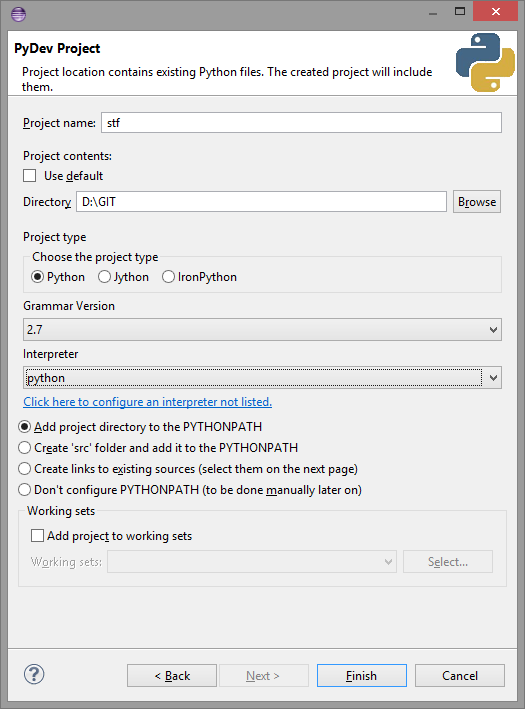 PyDev Project
Project location contains existing Python files. The created project will include
them.
Project name: stf
Project contents:
Use default
Directory D:\GIT Browse
Project type
Choose the project type
Python Jython IronPython
Grammar Version
2.7
Interpreter
python
Click here to configure an interpreter not listed.
Add project directory to the PYTHONPATH
Create 'src' folder and add it to the PYTHONPATH
Create links to existing sources (select them on the next page)
Don't configure PYTHONPATH (to be done manually later on)
Working sets
Add project to working sets
Working sets: Select...
? < Back Next > Finish Cancel